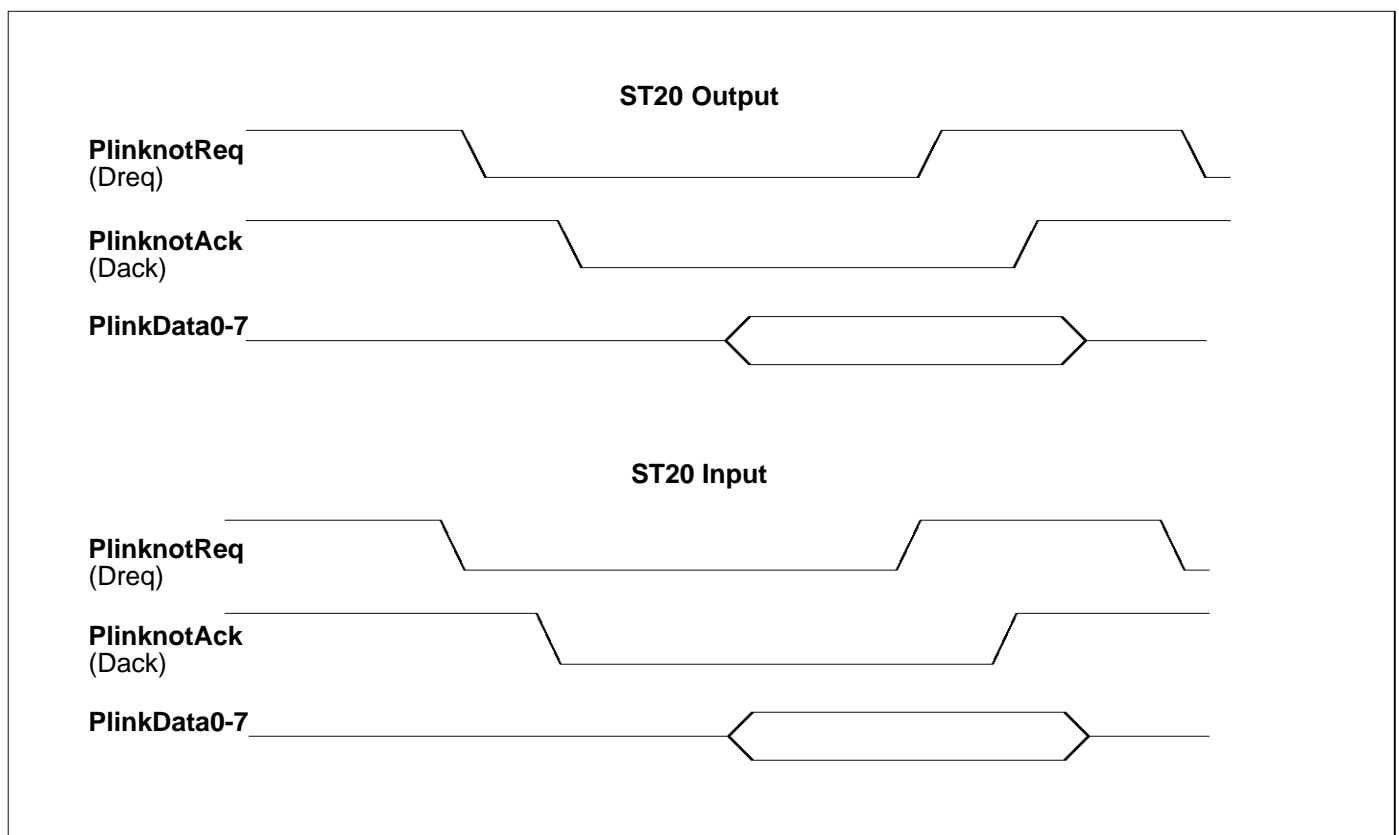 ST20 Output
PlinknotReq
(Dreq)
PlinknotAck
(Dack)
PlinkData0-7
ST20 Input
PlinknotReq
(Dreq)
PlinknotAck
(Dack)
PlinkData0-7